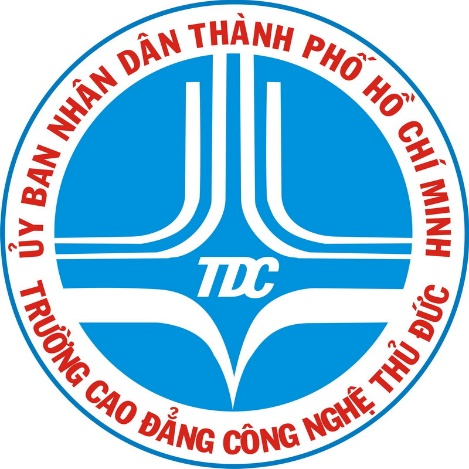 ỦY BAN NHÂN DÂN THÀNH PHỐ HỒ CHÍ MINH
TDC
TRƯỜNG CAO ĐẲNG CÔNG NGHỆ THỦ ĐỨC